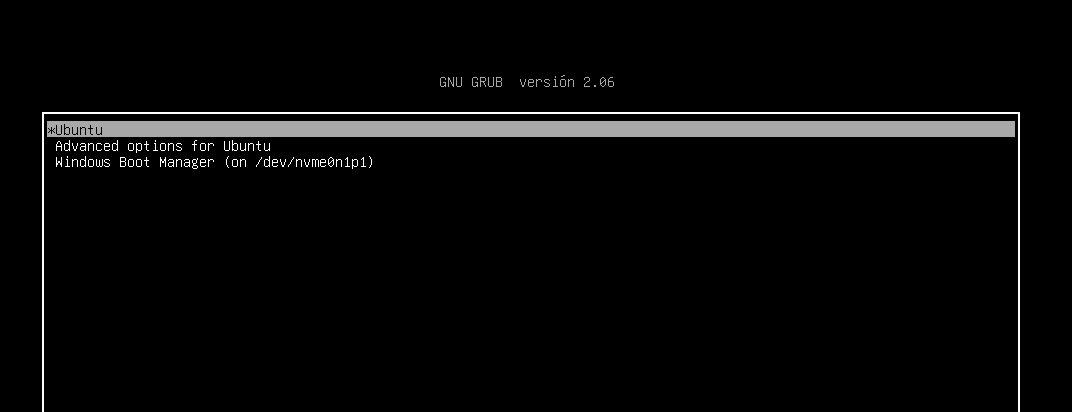 GNU GRUB  versión 2.06
*Ubuntu
Advanced options for Ubuntu
Windows Boot Manager (on /dev/nvme0n1p1)